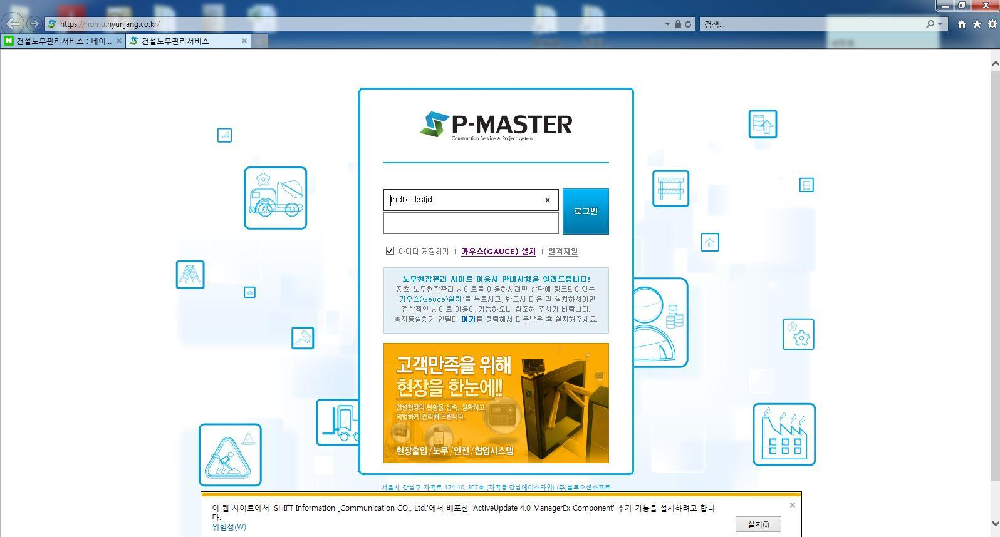 https://nomu.hyunjang.co.kr/
검색...
건설노무관리서비스 : 네이...
건설노무관리서비스
P-MASTER
Construction Service & Project system
thdtkstkstjd
로그인
아이디 저장하기 | 가우스(GAUCE) 설치 | 원격지원
노무현장관리 사이트 이용시 안내사항을 알려드립니다!
저희 노무현장관리 사이트를 이용하시려면 상단에 링크되어있는
"가우스(Gauce)설치"를 누르시고, 반드시 다운 및 설치하셔야만
정상적인 사이트 이용이 가능하오니 참조해 주시기 바랍니다.
※자동설치가 안될때 여기를 클릭해서 다운받은 후 설치해주세요.
고객만족을 위해
현장을 한눈에!!
건설현장의 현황을 신속, 정확하고
적법하게 관리해 드립니다.
현장출입/노무/안전/협업시스템
서울시 강남구 자곡로 174-10, 307호 (자곡동,강남에이스타워) (주)블루오션소프트
이 웹 사이트에서 'SHIFT Information _Communication CO., Ltd.'에서 배포한 'ActiveUpdate 4.0 ManagerEx Component' 추가 기능을 설치하려고 합니
다.
위험성(W)
설치(I)